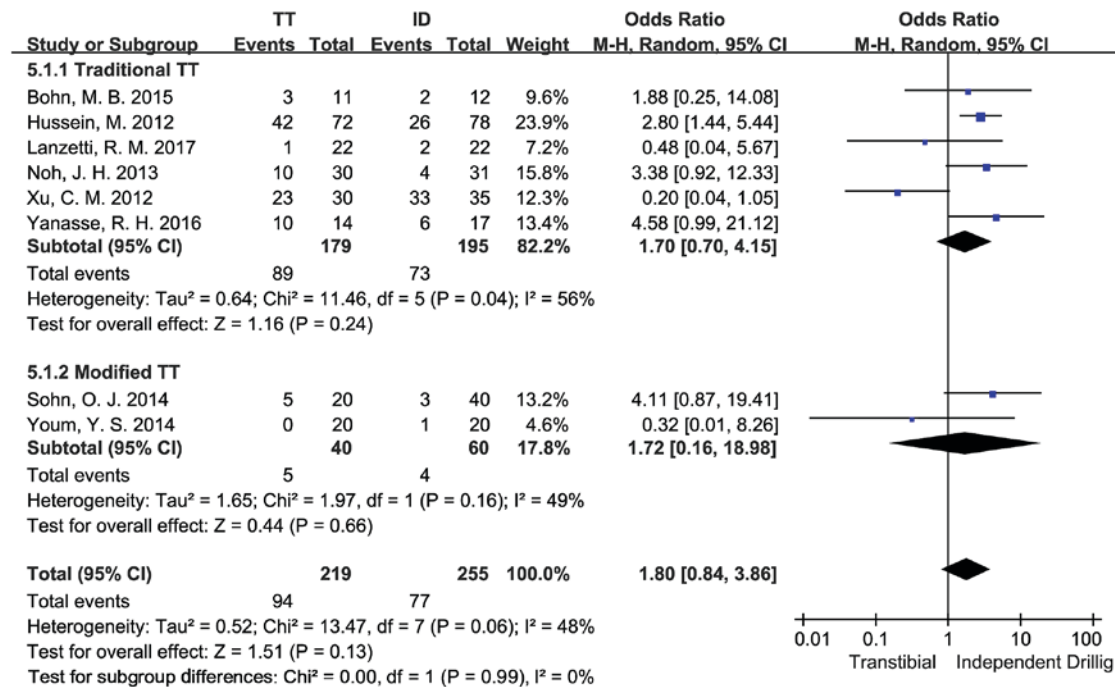 TT ID Odds Ratio Odds Ratio
Study or Subgroup Events Total Events Total Weight M-H, Random, 95% CI M-H, Random, 95% CI
5.1.1 Traditional TT
Bohn, M. B. 2015 3 11 2 12 9.6% 1.88 [0.25, 14.08]
Hussein, M. 2012 42 72 26 78 23.9% 2.80 [1.44, 5.44]
Lanzetti, R. M. 2017 1 22 2 22 7.2% 0.48 [0.04, 5.67]
Noh, J. H. 2013 10 30 4 31 15.8% 3.38 [0.92, 12.33]
Xu, C. M. 2012 23 30 33 35 12.3% 0.20 [0.04, 1.05]
Yanasse, R. H. 2016 10 14 6 17 13.4% 4.58 [0.99, 21.12]
Subtotal (95% CI) 179 195 82.2% 1.70 [0.70, 4.15]
Total events 89 73
Heterogeneity: Tau² = 0.64; Chi² = 11.46, df = 5 (P = 0.04); I² = 56%
Test for overall effect: Z = 1.16 (P = 0.24)
5.1.2 Modified TT
Sohn, O. J. 2014 5 20 3 40 13.2% 4.11 [0.87, 19.41]
Youm, Y. S. 2014 0 20 1 20 4.6% 0.32 [0.01, 8.26]
Subtotal (95% CI) 40 60 17.8% 1.72 [0.16, 18.98]
Total events 5 4
Heterogeneity: Tau² = 1.65; Chi² = 1.97, df = 1 (P = 0.16); I² = 49%
Test for overall effect: Z = 0.44 (P = 0.66)
Total (95% CI) 219 255 100.0% 1.80 [0.84, 3.86]
Total events 94 77
Heterogeneity: Tau² = 0.52; Chi² = 13.47, df = 7 (P = 0.06); I² = 48%
Test for overall effect: Z = 1.51 (P = 0.13)
Test for subgroup differences: Chi² = 0.00, df = 1 (P = 0.99), I² = 0%
0.01 0.1 1 10 100
Transtibial Independent Drillig